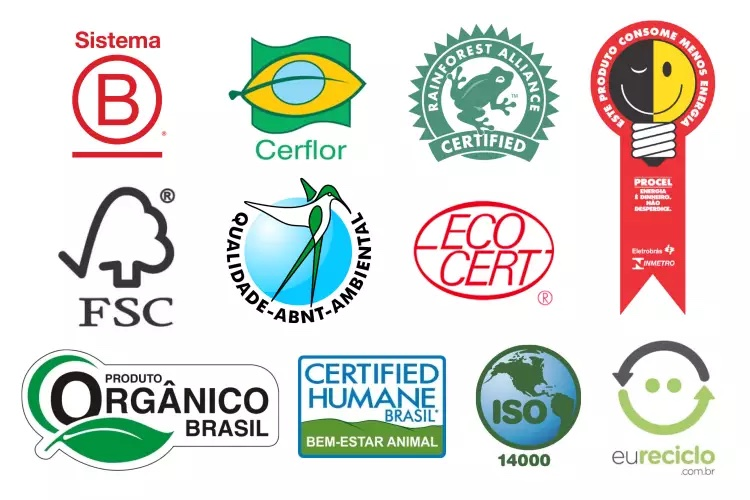 Sistema
B
®
Cerflor
RAINFOREST ALLIANCE
TM
CERTIFIED
ESTE PRODUTO CONSOME MENOS ENERGIA
PROCEL
ENERGIA
É DINHEIRO.
NÃO
DESPERDICE.
Eletrobrás
INMETRO
®
FSC
QUALIDADE-ABNT-AMBIENTAL
ECO
CERT
®
PRODUTO
ORGÂNICO
BRASIL
CERTIFIED
HUMANE
BRASIL®
BEM-ESTAR ANIMAL
ISO
14000
eureciclo
.com.br